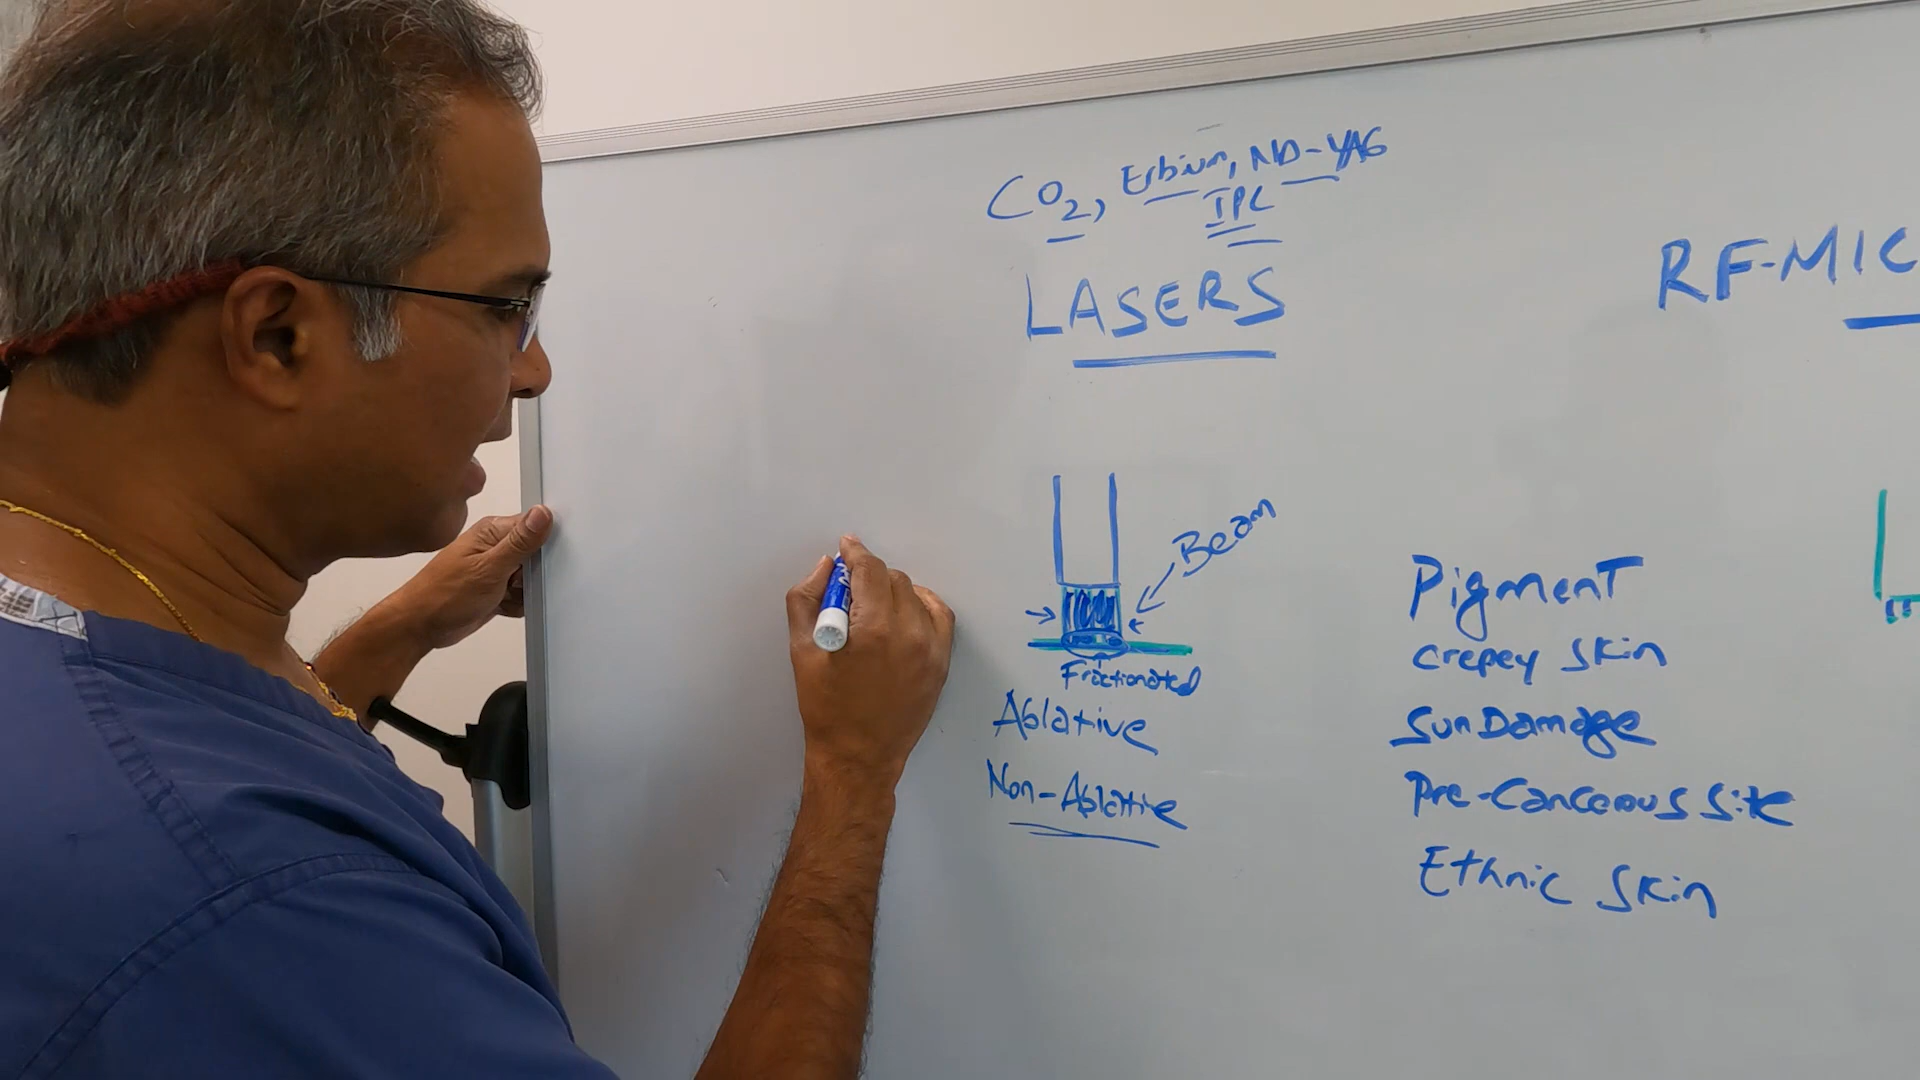 CO2, Erbium, ND-YAG
IPL
LASERS
Beam
Fractionated
Ablative
Non-Ablative
Pigment
crepey skin
Sun Damage
Pre-Cancerous site
Ethnic Skin
RF-MIC